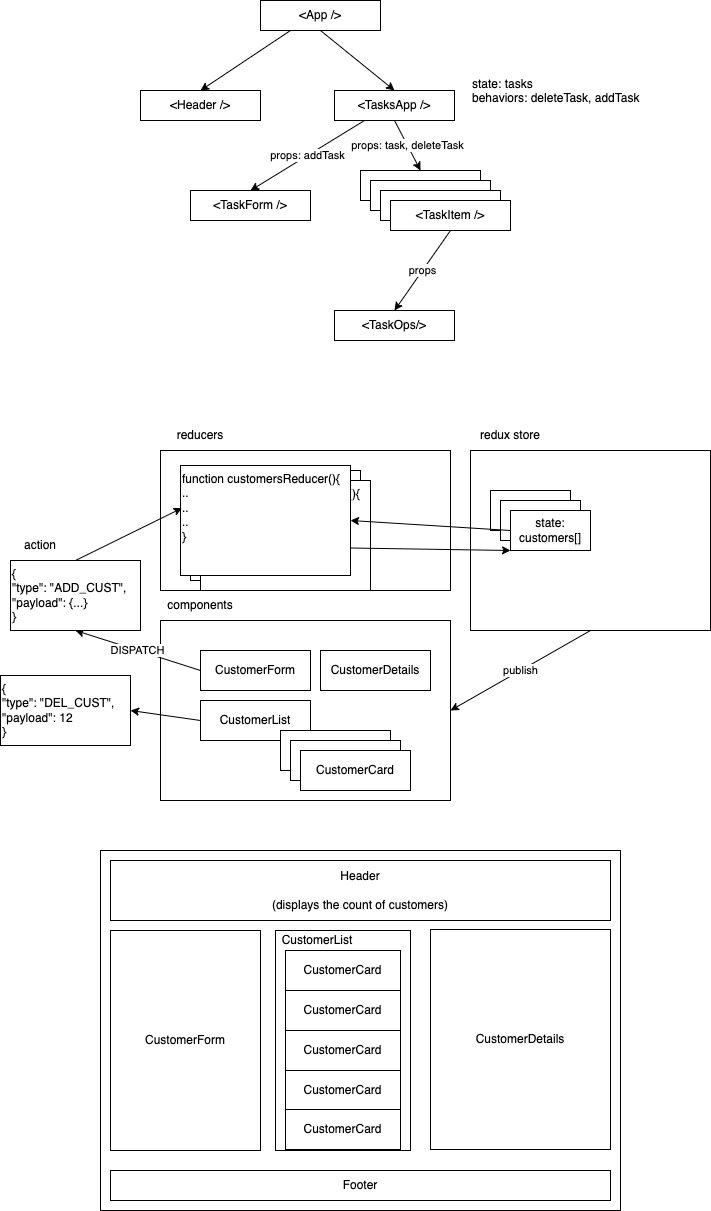 <App />
<Header />
<TasksApp />
state: tasks
behaviors: deleteTask, addTask
props: addTask
props: task, deleteTask
<TaskForm />
<TaskItem />
props
<TaskOps/>
reducers
redux store
function customersReducer(){
..
..
..
}
){
state:
customers[]
action
{
"type": "ADD_CUST",
"payload": {...}
}
components
DISPATCH
CustomerForm
CustomerDetails
publish
{
"type": "DEL_CUST",
"payload": 12
}
CustomerList
CustomerCard
Header
(displays the count of customers)
CustomerForm
CustomerList
CustomerCard
CustomerCard
CustomerCard
CustomerCard
CustomerCard
CustomerDetails
Footer